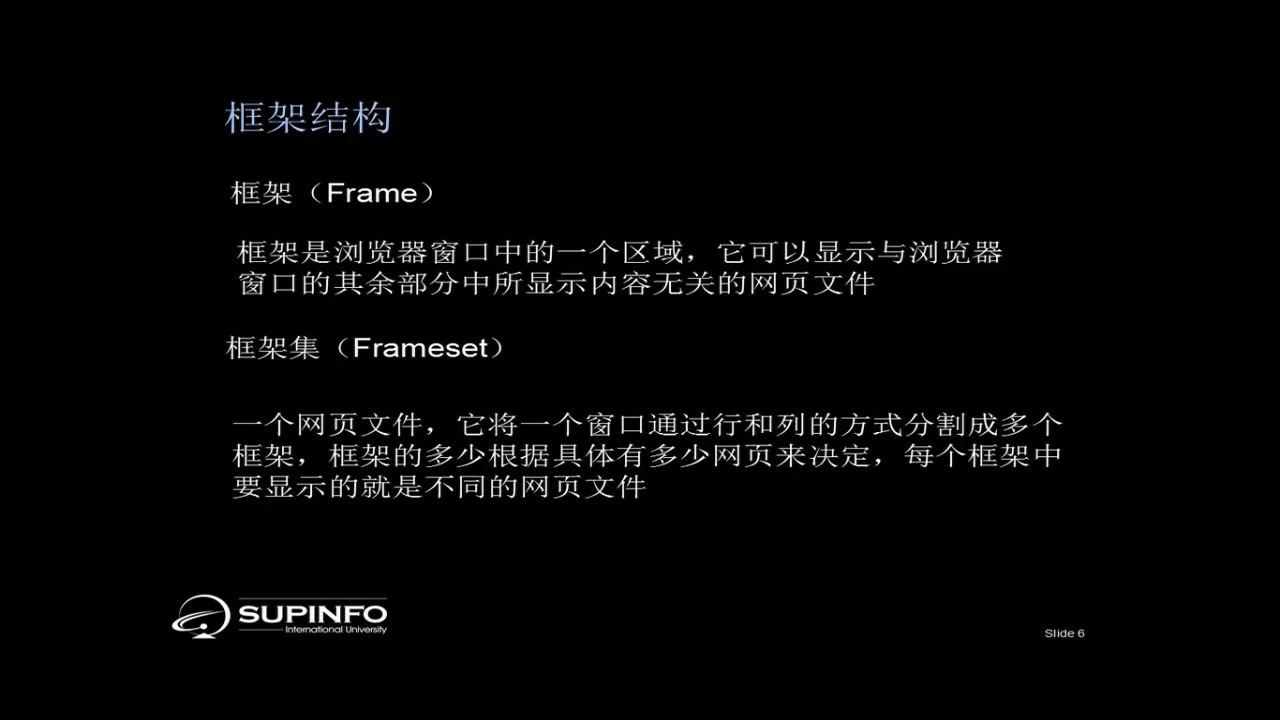 框架结构
框架（Frame）
框架是浏览器窗口中的一个区域，它可以显示与浏览器
窗口的其余部分中所显示内容无关的网页文件
框架集（Frameset）
一个网页文件，它将一个窗口通过行和列的方式分割成多个
框架，框架的多少根据具体有多少网页来决定，每个框架中
要显示的就是不同的网页文件
SUPINFO
International University
Slide 6